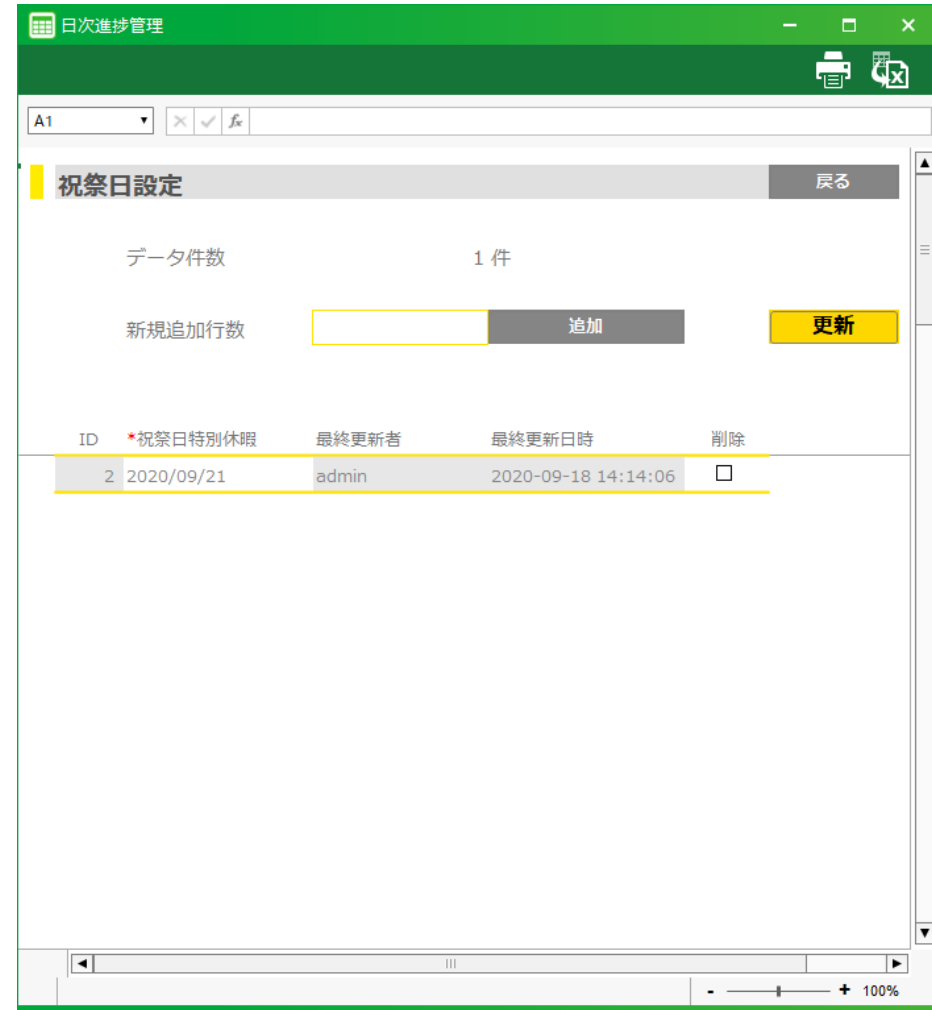 日次進捗管理
A1
fx
祝祭日設定 戻る
データ件数 1 件
新規追加行数 追加 更新
ID *祝祭日特別休暇 最終更新者 最終更新日時 削除
2 2020/09/21 admin 2020-09-18 14:14:06
- + 100%